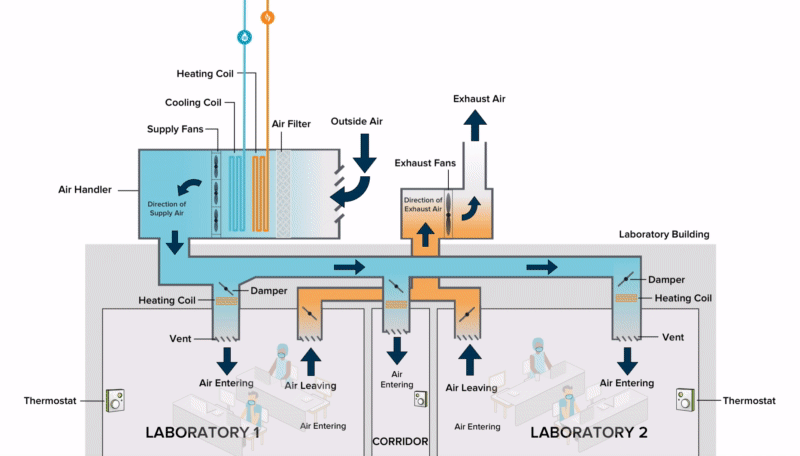 Heating Coil
Cooling Coil
Supply Fans
Air Filter
Outside Air
Exhaust Air
Exhaust Fans
Air Handler
Direction of
Supply Air
Direction of
Exhaust Air
Laboratory Building
Damper
Heating Coil
Damper
Heating Coil
Vent
Vent
Air Entering
Air Leaving
Air
Entering
Air Leaving
Air Entering
Thermostat
Thermostat
Air Entering
Air Entering
LABORATORY 1
CORRIDOR
LABORATORY 2